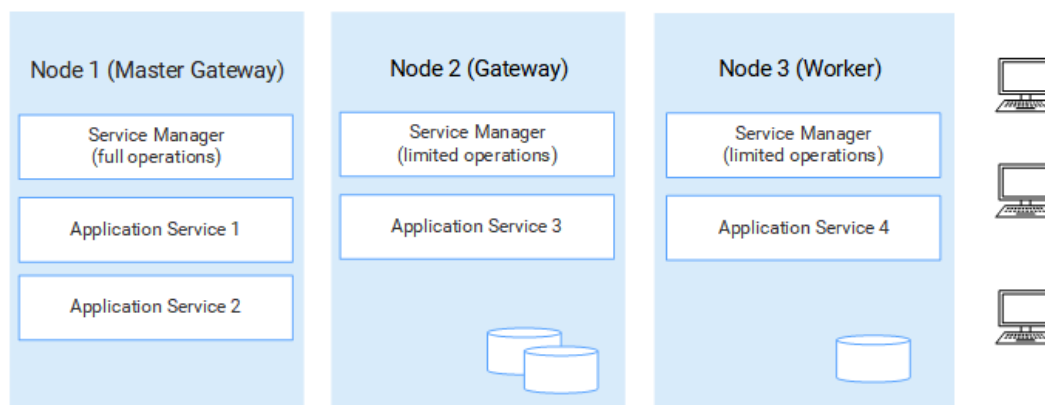 Node 1 (Master Gateway)
Service Manager
(full operations)
Application Service 1
Application Service 2
Node 2 (Gateway)
Service Manager
(limited operations)
Application Service 3
Node 3 (Worker)
Service Manager
(limited operations)
Application Service 4